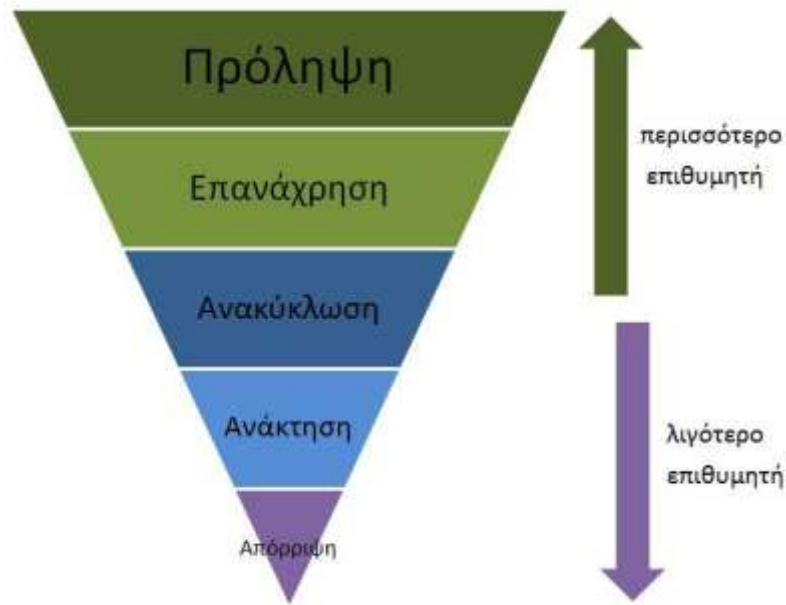 Πρόληψη
Επανάχρηση
Ανακύκλωση
Ανάκτηση
Απόρριψη
περισσότερο
επιθυμητή
λιγότερο
επιθυμητή